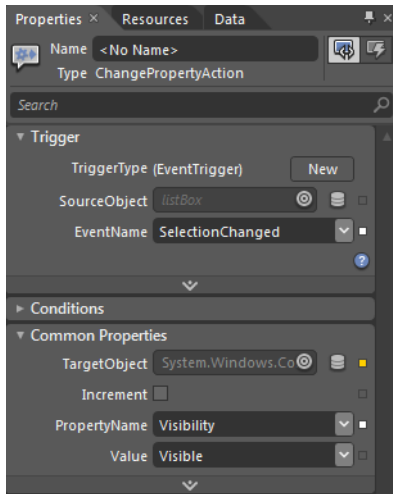 Properties × Resources Data
Name <No Name>
Type ChangePropertyAction
Search
Trigger
TriggerType (EventTrigger) New
SourceObject listBox
EventName SelectionChanged
?
Conditions
Common Properties
TargetObject System.Windows.Co
Increment
PropertyName Visibility
Value Visible